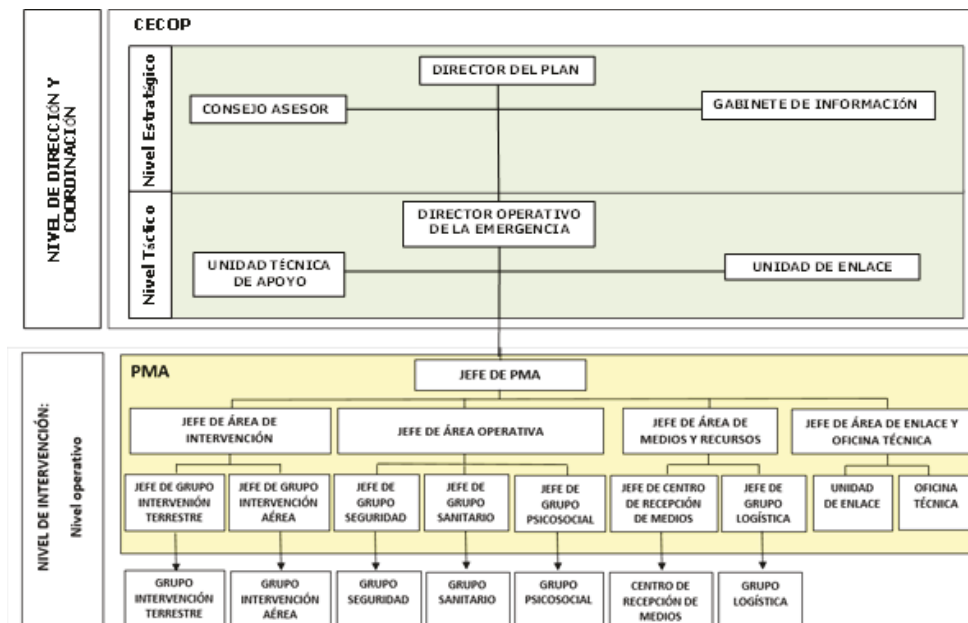 CECOP
NIVEL DE DIRECCIÓN Y
COORDINACIÓN
Nivel Estratégico
DIRECTOR DEL PLAN
CONSEJO ASESOR
GABINETE DE INFORMACIÓN
Nivel Táctico
DIRECTOR OPERATIVO
DE LA EMERGENCIA
UNIDAD TÉCNICA
DE APOYO
UNIDAD DE ENLACE
NIVEL DE INTERVENCIÓN:
Nivel operativo
PMA
JEFE DE PMA
JEFE DE ÁREA DE
INTERVENCIÓN
JEFE DE ÁREA OPERATIVA
JEFE DE ÁREA DE
MEDIOS Y RECURSOS
JEFE DE ÁREA DE ENLACE Y
OFICINA TÉCNICA
JEFE DE GRUPO
INTERVENIÓN
TERRESTRE
JEFE DE GRUPO
INTERVENCIÓN
AÉREA
JEFE DE
GRUPO
SEGURIDAD
JEFE DE
GRUPO
SANITARIO
JEFE DE
GRUPO
PSICOSOCIAL
JEFE DE CENTRO
DE RECEPCIÓN
DE MEDIOS
JEFE DE
GRUPO
LOGÍSTICA
UNIDAD
DE ENLACE
OFICINA
TÉCNICA
GRUPO
INTERVENCIÓN
TERRESTRE
GRUPO
INTERVENCIÓN
AÉREA
GRUPO
SEGURIDAD
GRUPO
SANITARIO
GRUPO
PSICOSOCIAL
CENTRO DE
RECEPCIÓN DE
MEDIOS
GRUPO
LOGÍSTICA